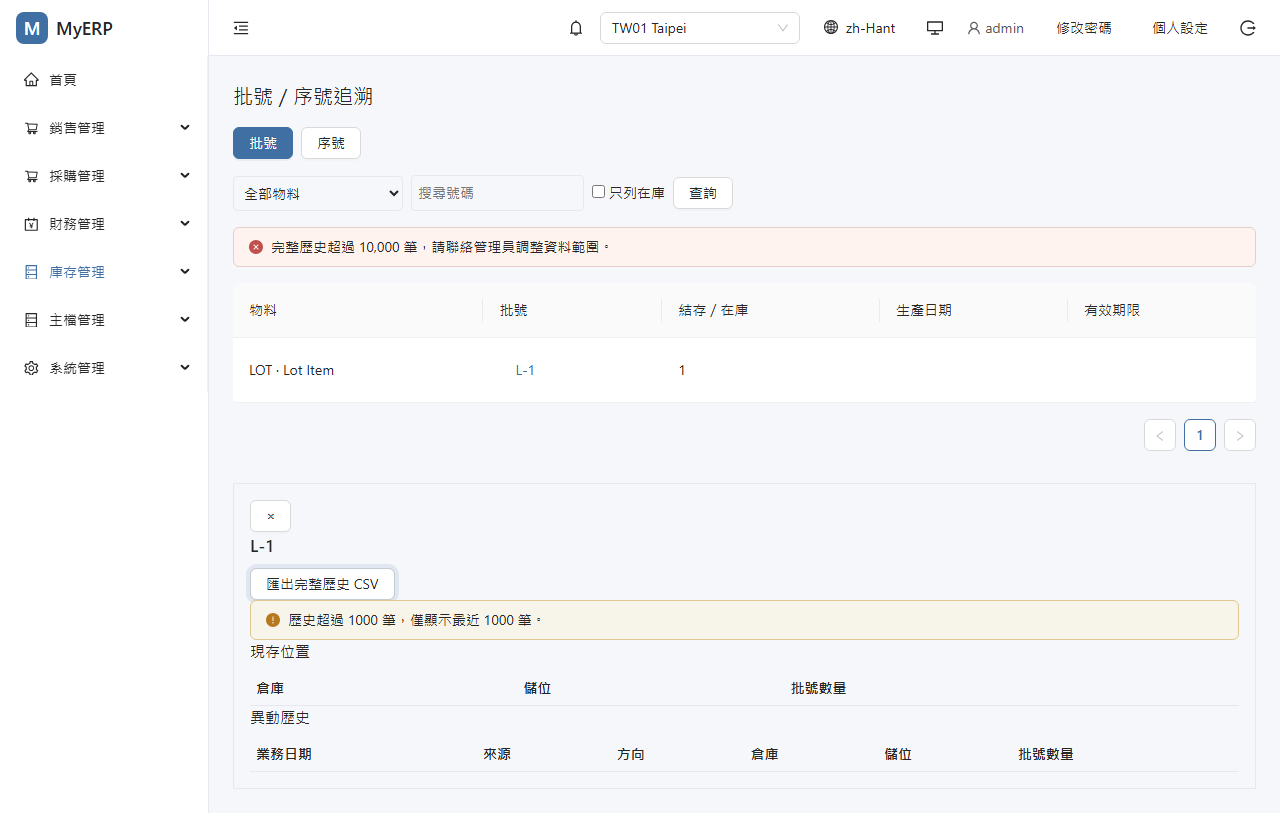 M MyERP
TW01 Taipei
zh-Hant
admin
修改密碼
個人設定
首頁
銷售管理
採購管理
財務管理
庫存管理
主檔管理
系統管理
批號 / 序號追溯
批號
序號
全部物料
搜尋號碼
只列在庫
查詢
完整歷史超過 10,000 筆，請聯絡管理員調整資料範圍。
物料 批號 結存 / 在庫 生產日期 有效期限
LOT · Lot Item L-1 1
< 1 >
×
L-1
匯出完整歷史 CSV
歷史超過 1000 筆，僅顯示最近 1000 筆。
現存位置
倉庫 儲位 批號數量
異動歷史
業務日期 來源 方向 倉庫 儲位 批號數量